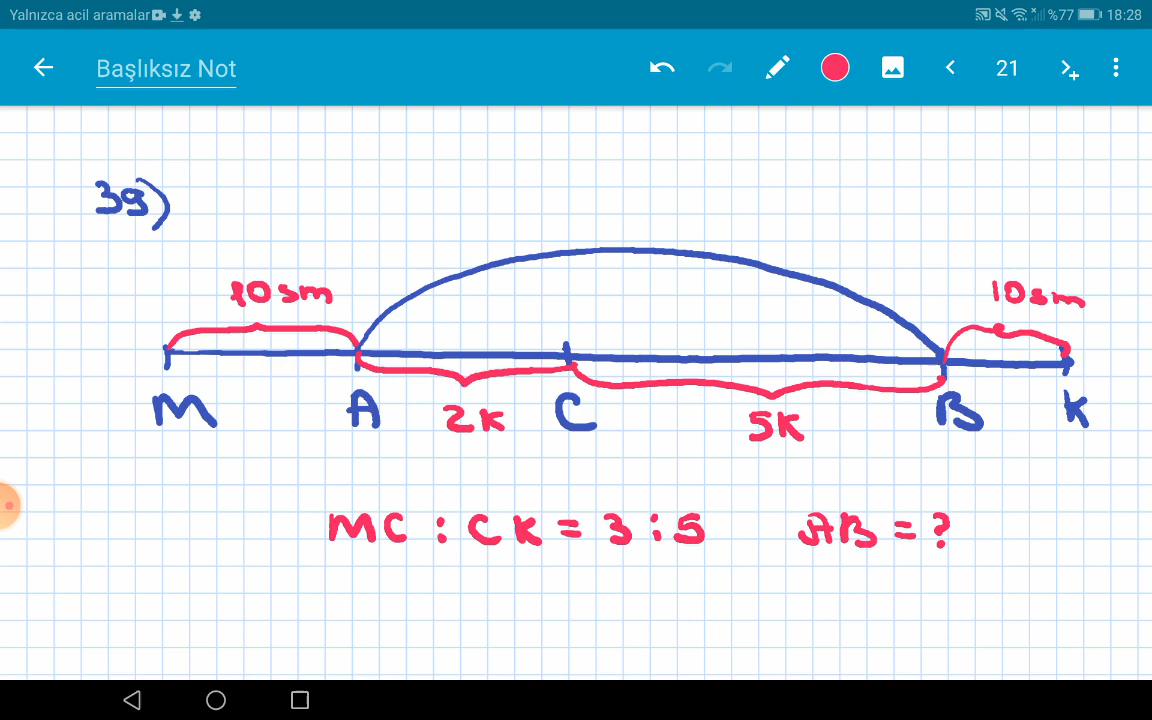 Yalnızca acil aramalar %77 18:28
Başlıksız Not 21
39)
10sm 10sm
M A 2k C 5k B K
MC : CK = 3 : 5 AB = ?